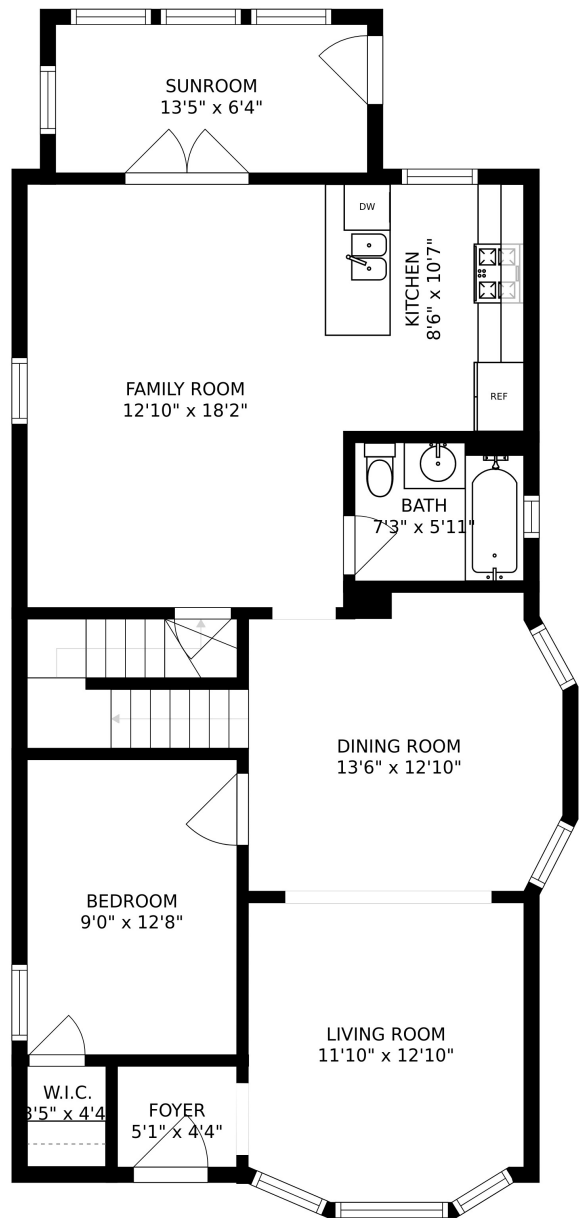 SUNROOM
13'5" x 6'4"
DW
KITCHEN
8'6" x 10'7"
REF
FAMILY ROOM
12'10" x 18'2"
BATH
7'3" x 5'11"
DINING ROOM
13'6" x 12'10"
BEDROOM
9'0" x 12'8"
LIVING ROOM
11'10" x 12'10"
W.I.C.
x
FOYER
5'1" x 4'4"